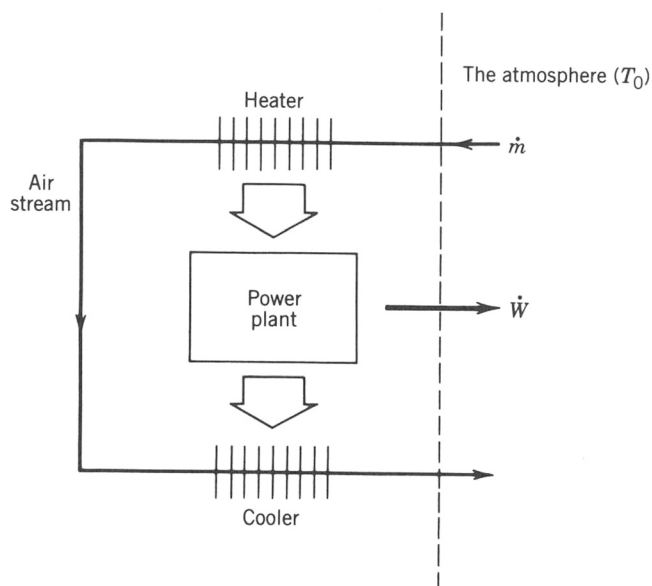 The atmosphere (T₀)
Heater
ṁ
Air
stream
Power
plant
Ẇ
Cooler